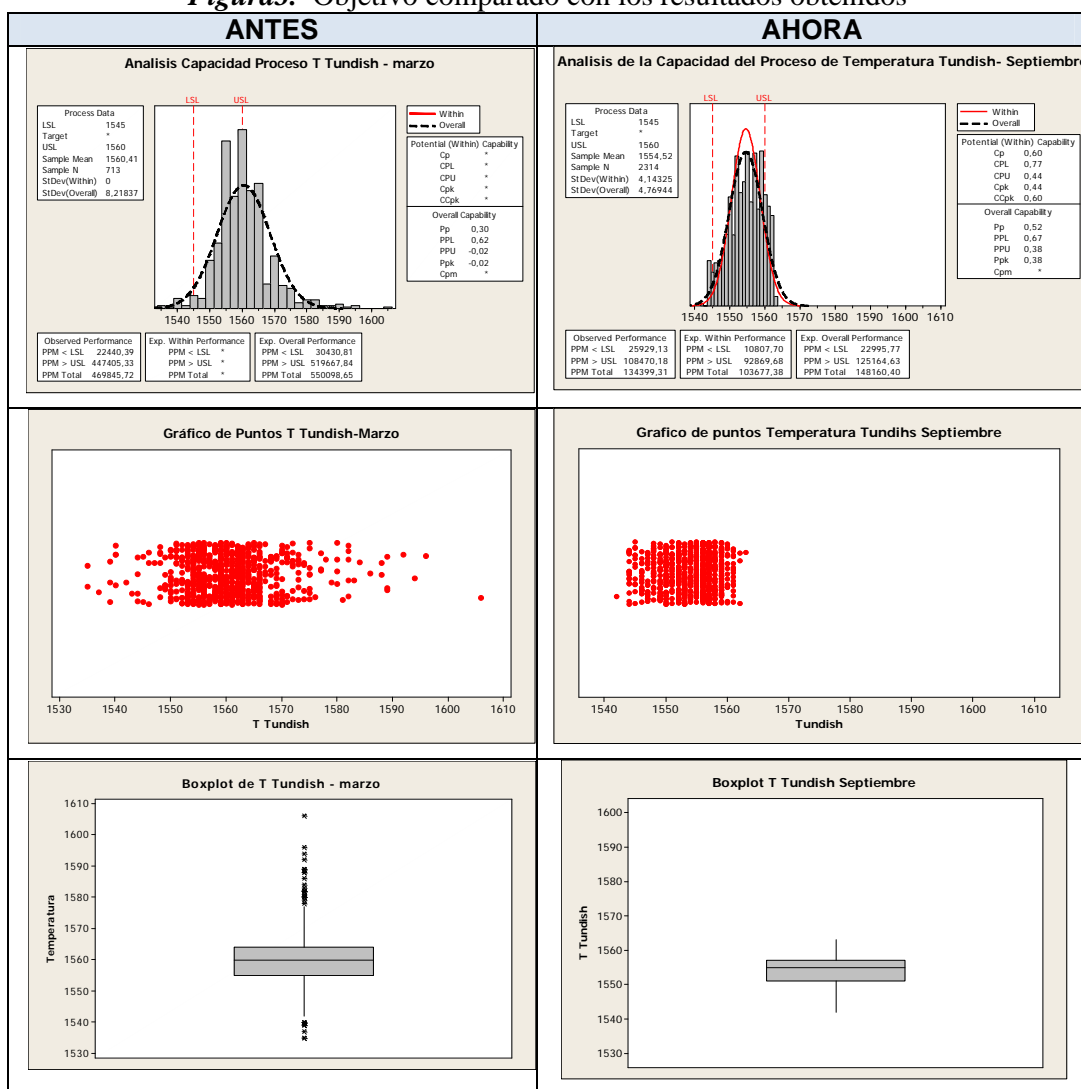 Figura3. Objetivo comparado con los resultados obtenidos
ANTES
AHORA
Analisis Capacidad Proceso T Tundish - marzo
LSL
USL
Process Data
LSL 1545
Target *
USL 1560
Sample Mean 1560,41
Sample N 713
StDev(Within) 0
StDev(Overall) 8,21837
Within
Overall
Potential (Within) Capability
Cp *
CPL *
CPU *
Cpk *
CCpk *
Overall Capability
Pp 0,30
PPL 0,62
PPU -0,02
Ppk -0,02
Cpm *
1540 1550 1560 1570 1580 1590 1600
Observed Performance
PPM < LSL 22440,39
PPM > USL 447405,33
PPM Total 469845,72
Exp. Within Performance
PPM < LSL *
PPM > USL *
PPM Total *
Exp. Overall Performance
PPM < LSL 30430,81
PPM > USL 519667,84
PPM Total 550098,65
Analisis de la Capacidad del Proceso de Temperatura Tundish- Septiembre
LSL
USL
Process Data
LSL 1545
Target *
USL 1560
Sample Mean 1554,52
Sample N 2314
StDev(Within) 4,14325
StDev(Overall) 4,76944
Within
Overall
Potential (Within) Capability
Cp 0,60
CPL 0,77
CPU 0,44
Cpk 0,44
CCpk 0,60
Overall Capability
Pp 0,52
PPL 0,67
PPU 0,38
Ppk 0,38
Cpm *
1540 1550 1560 1570 1580 1590 1600 1610
Observed Performance
PPM < LSL 25929,13
PPM > USL 108470,18
PPM Total 134399,31
Exp. Within Performance
PPM < LSL 10807,70
PPM > USL 92869,68
PPM Total 103677,38
Exp. Overall Performance
PPM < LSL 22995,77
PPM > USL 125164,63
PPM Total 148160,40
Gráfico de Puntos T Tundish-Marzo
1530 1540 1550 1560 1570 1580 1590 1600 1610
T Tundish
Grafico de puntos Temperatura Tundihs Septiembre
1540 1550 1560 1570 1580 1590 1600 1610
Tundish
Boxplot de T Tundish - marzo
1610
1600
1590
1580
1570
1560
1550
1540
1530
Temperatura
Boxplot T Tundish Septiembre
1600
1590
1580
1570
1560
1550
1540
1530
T Tundish